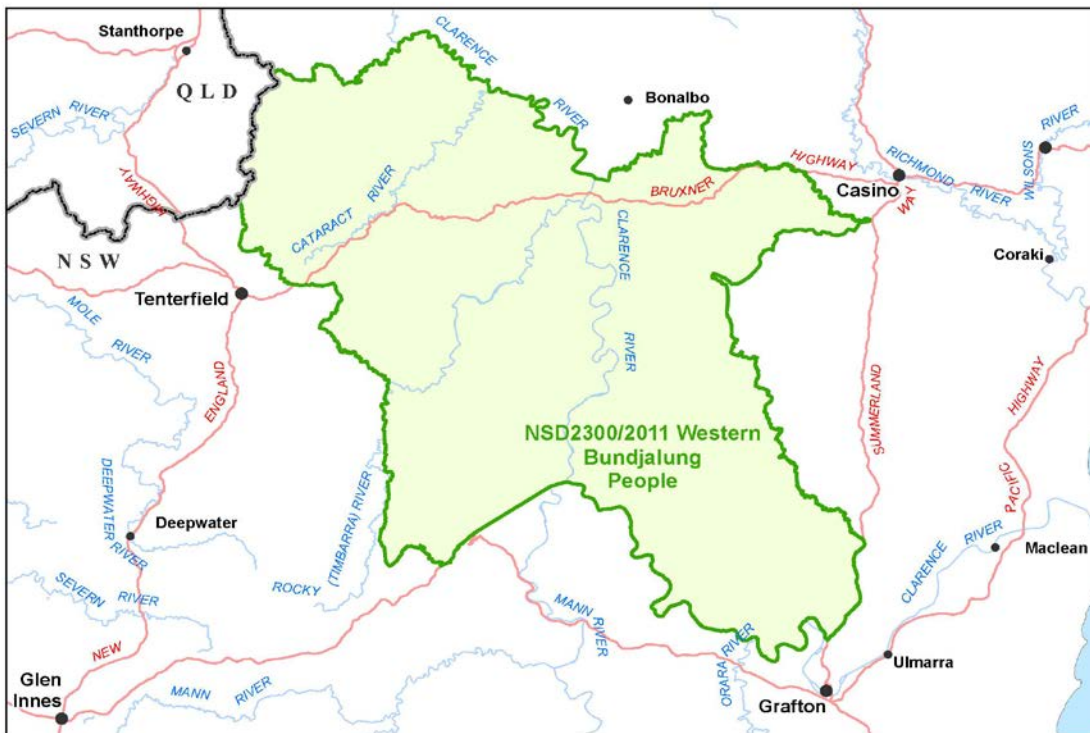 Stanthorpe
CLARENCE
QLD
SEVERN RIVER
RIVER
Bonalbo
HIGHWAY
HIGHWAY
RICHMOND
RIVER
WILSONS
RIVER
BRUXNER
Casino
WAY
CATARACT RIVER
CLARENCE
RIVER
NSW
Coraki
Tenterfield
MOLE
RIVER
ENGLAND
SUMMERLAND
HIGHWAY
PACIFIC
NSD2300/2011 Western
Bundjalung
People
DEEPWATER RIVER
Deepwater
ROCKY (TIMBARRA) RIVER
CLARENCE RIVER
Maclean
SEVERN RIVER
MANN
RIVER
ORARA RIVER
NEW
Ulmarra
Glen
Innes
MANN RIVER
Grafton